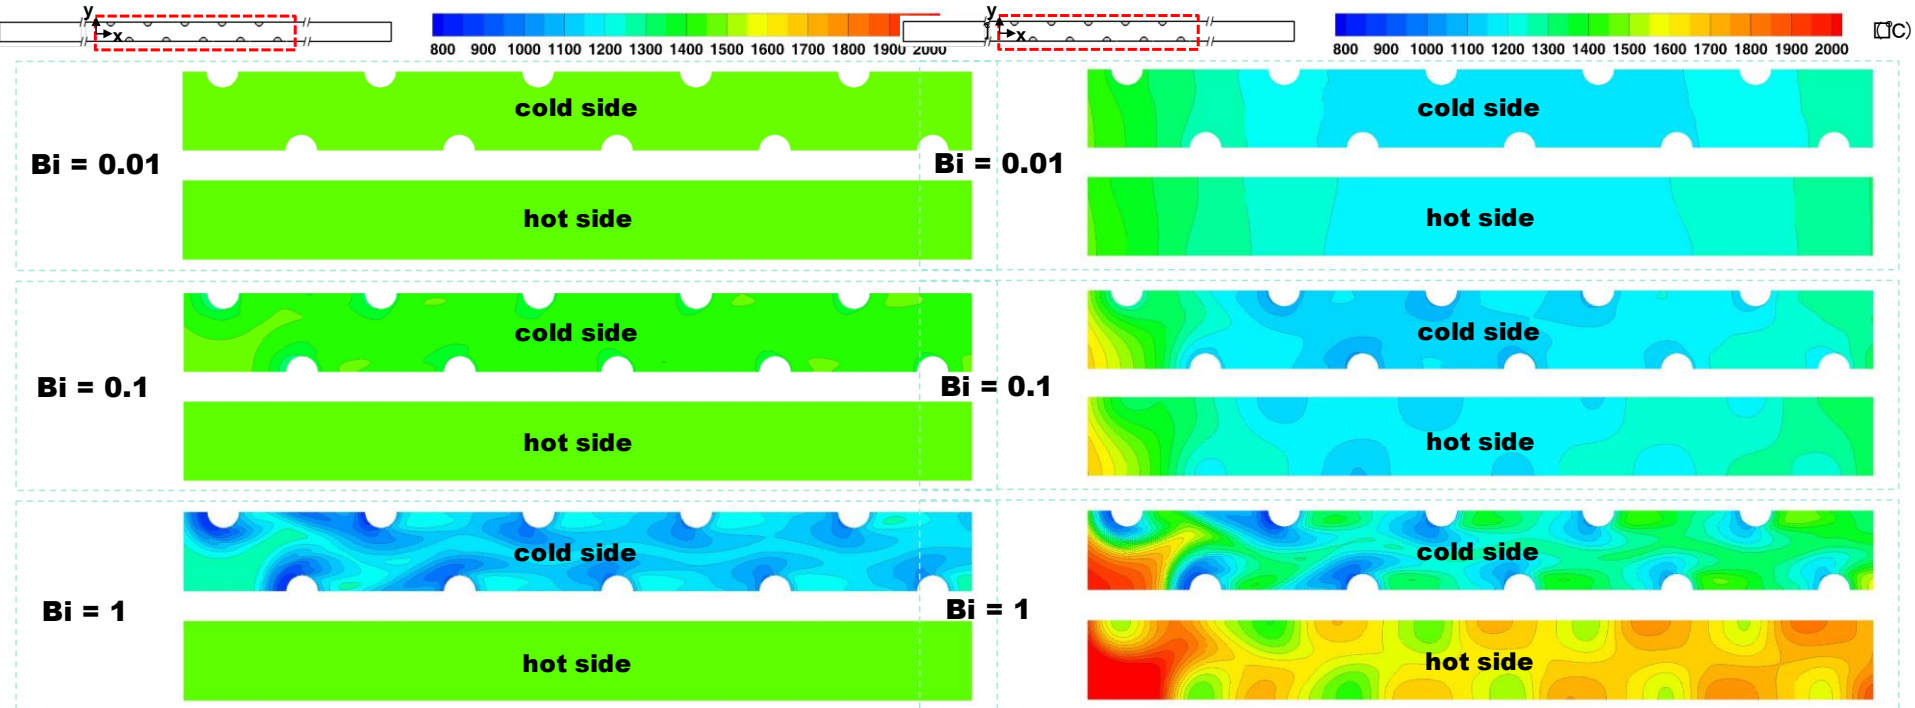 y
x
800 900 1000 1100 1200 1300 1400 1500 1600 1700 1800 1900 2000
y
x
800 900 1000 1100 1200 1300 1400 1500 1600 1700 1800 1900 2000
cold side
Bi = 0.01
hot side
cold side
Bi = 0.01
hot side
cold side
Bi = 0.1
hot side
cold side
Bi = 0.1
hot side
cold side
Bi = 1
hot side
cold side
Bi = 1
hot side